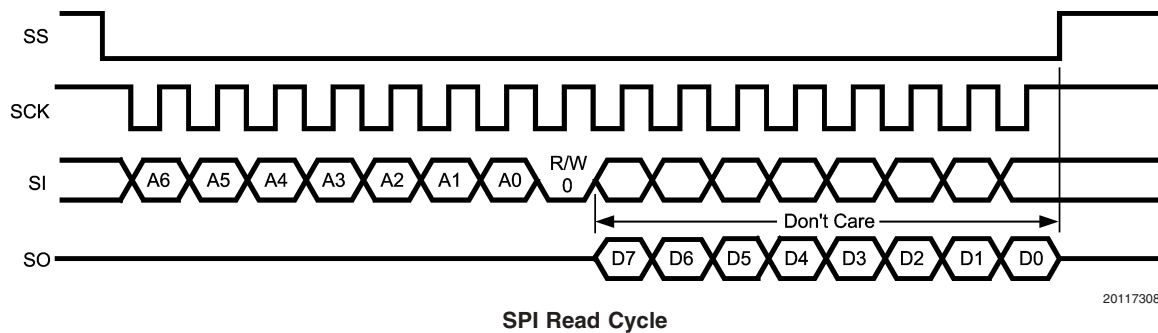 SS
SCK
SI
A6 A5 A4 A3 A2 A1 A0 R/W 0
Don't Care
SO
D7 D6 D5 D4 D3 D2 D1 D0
20117308
SPI Read Cycle